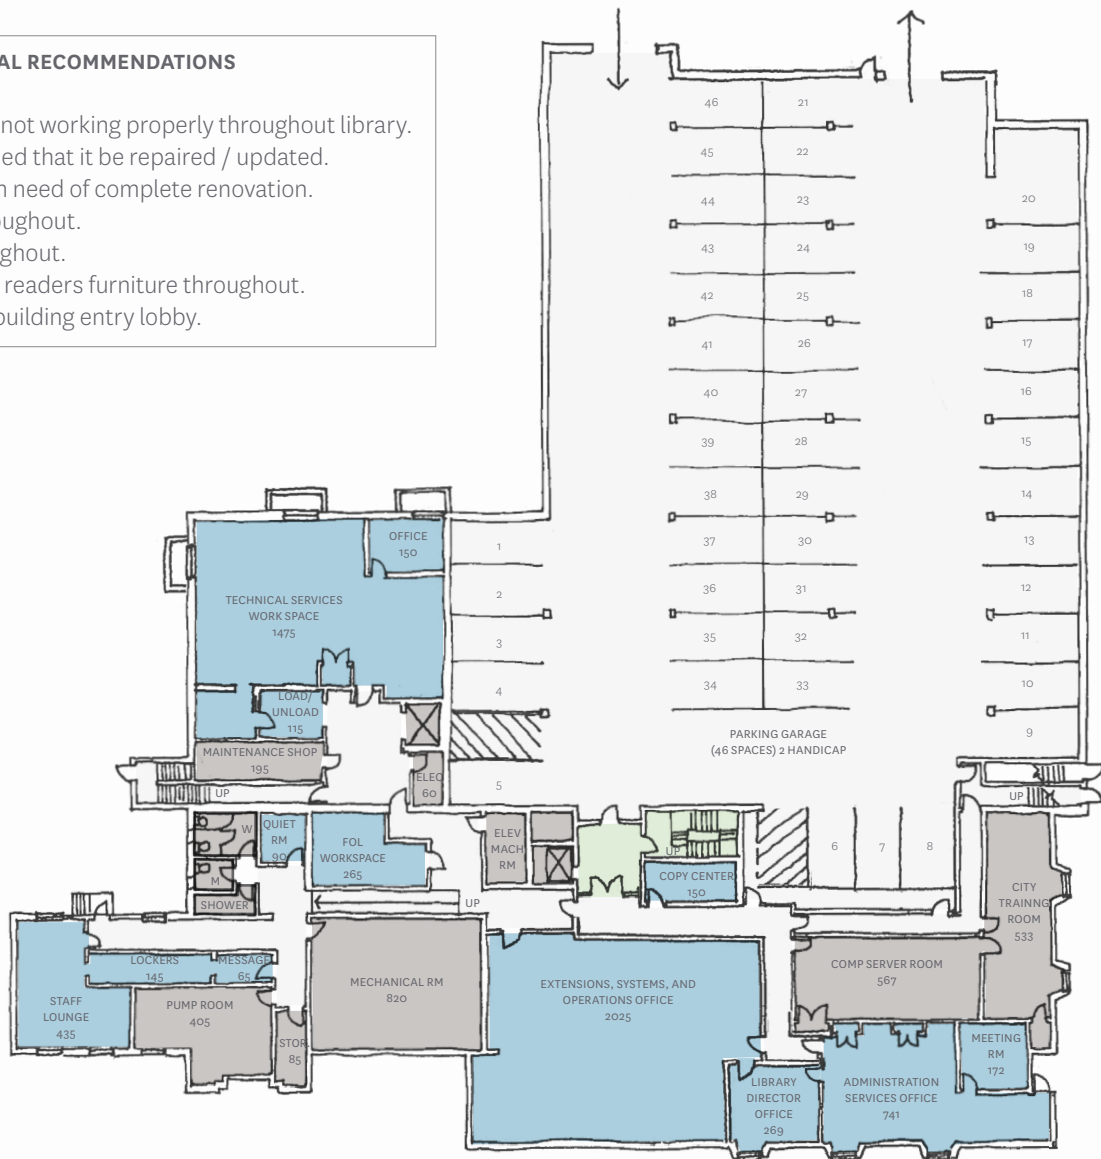 AL RECOMMENDATIONS
not working properly throughout library.
ed that it be repaired / updated.
n need of complete renovation.
oughout.
ghout.
readers furniture throughout.
building entry lobby.
46 21
45 22
44 23
20
43 24
19
42 25
18
41 26
17
40 27
16
39 28
15
38 29
14
37 30
13
36 31
12
35 32
11
34 33
10
9
OFFICE
150
1
2
3
4
5
TECHNICAL SERVICES
WORK SPACE
1475
LOAD/
UNLOAD
115
MAINTENANCE SHOP
195
ELEC
60
UP
PARKING GARAGE
(46 SPACES) 2 HANDICAP
UP
W
QUIET
RM
90
FOL
WORKSPACE
265
ELEV
MACH
RM
UP
COPY CENTER
150
6 7 8
M
SHOWER
UP
CITY
TRAINNG
ROOM
533
LOCKERS
145
MESSAGE
65
STAFF
LOUNGE
435
PUMP ROOM
405
STOR
85
MECHANICAL RM
820
EXTENSIONS, SYSTEMS, AND
OPERATIONS OFFICE
2025
COMP SERVER ROOM
567
MEETING
RM
172
LIBRARY
DIRECTOR
OFFICE
269
ADMINISTRATION
SERVICES OFFICE
741